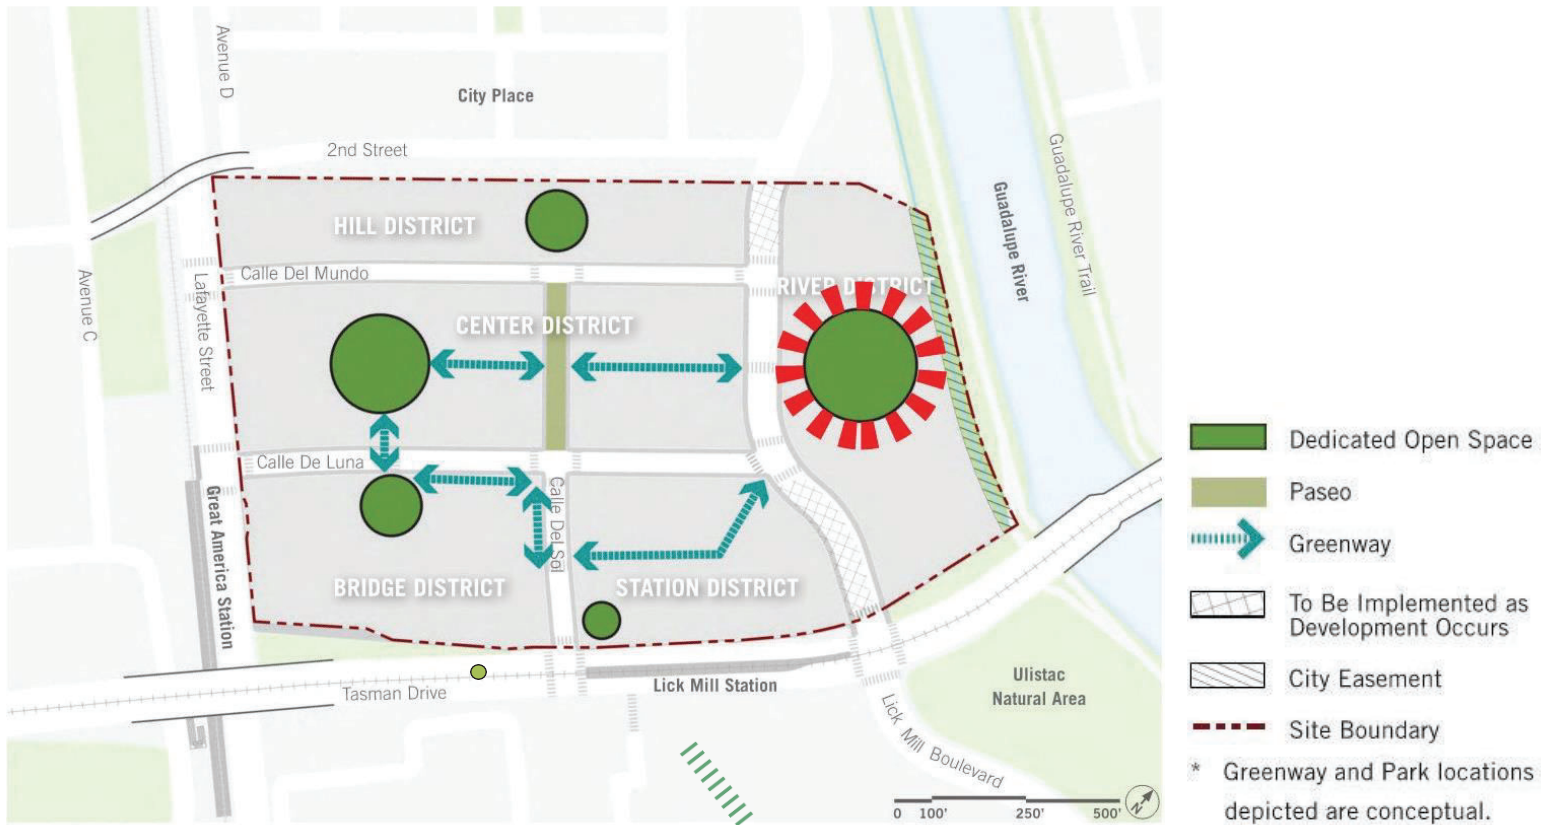 Avenue D
City Place
2nd Street
Guadalupe River Trail
Guadalupe River
HILL DISTRICT
Avenue C
Lafayette Street
Calle Del Mundo
RIVER DISTRICT
CENTER DISTRICT
Calle De Luna
Great America Station
Calle Del Sol
BRIDGE DISTRICT
STATION DISTRICT
Tasman Drive
Lick Mill Station
Ulistac
Natural Area
Lick Mill Boulevard
0 100' 250' 500'
N
Dedicated Open Space
Paseo
Greenway
To Be Implemented as
Development Occurs
City Easement
Site Boundary
* Greenway and Park locations
depicted are conceptual.